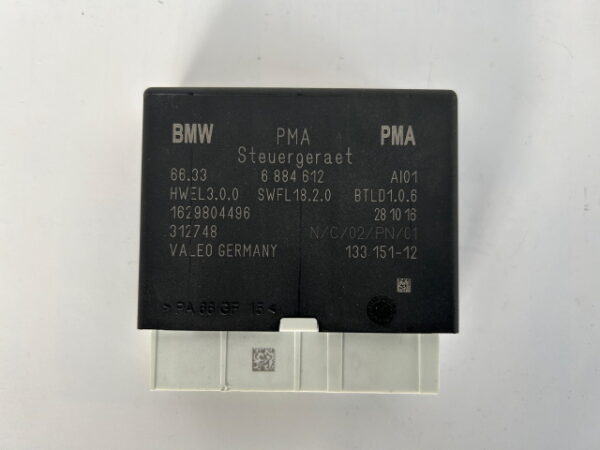 BMW PMA PMA
Steuergeraet
66.33 6 884 612 AI01
HWEL3.0.0 SWFL18.2.0 BTLD1.0.6
1629804496 28.10.16
312748 N/C/02/PN/01
VALEO GERMANY 133 151-12
> PA 66 GF 15 <